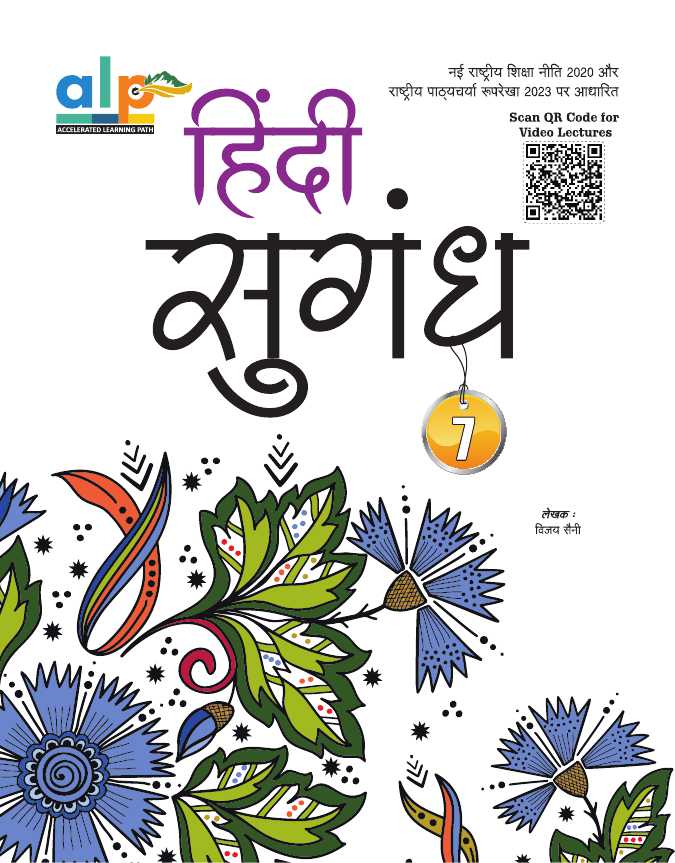 नई राष्ट्रीय शिक्षा नीति 2020 और
राष्ट्रीय पाठ्यचर्या रूपरेखा 2023 पर आधारित
alp
ACCELERATED LEARNING PATH
Scan QR Code for
Video Lectures
हिंदी
सुगंध
7
लेखक :
विजय सैनी